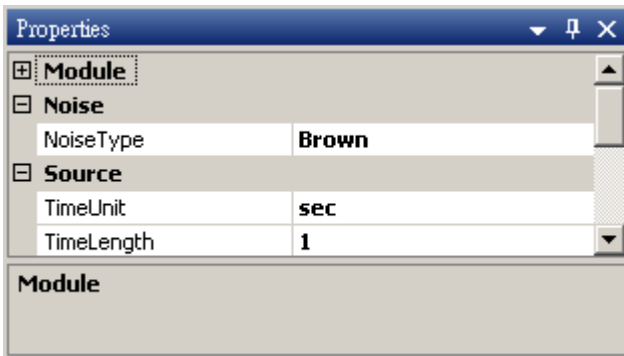 Properties
Module
Noise
NoiseType Brown
Source
TimeUnit sec
TimeLength 1
Module